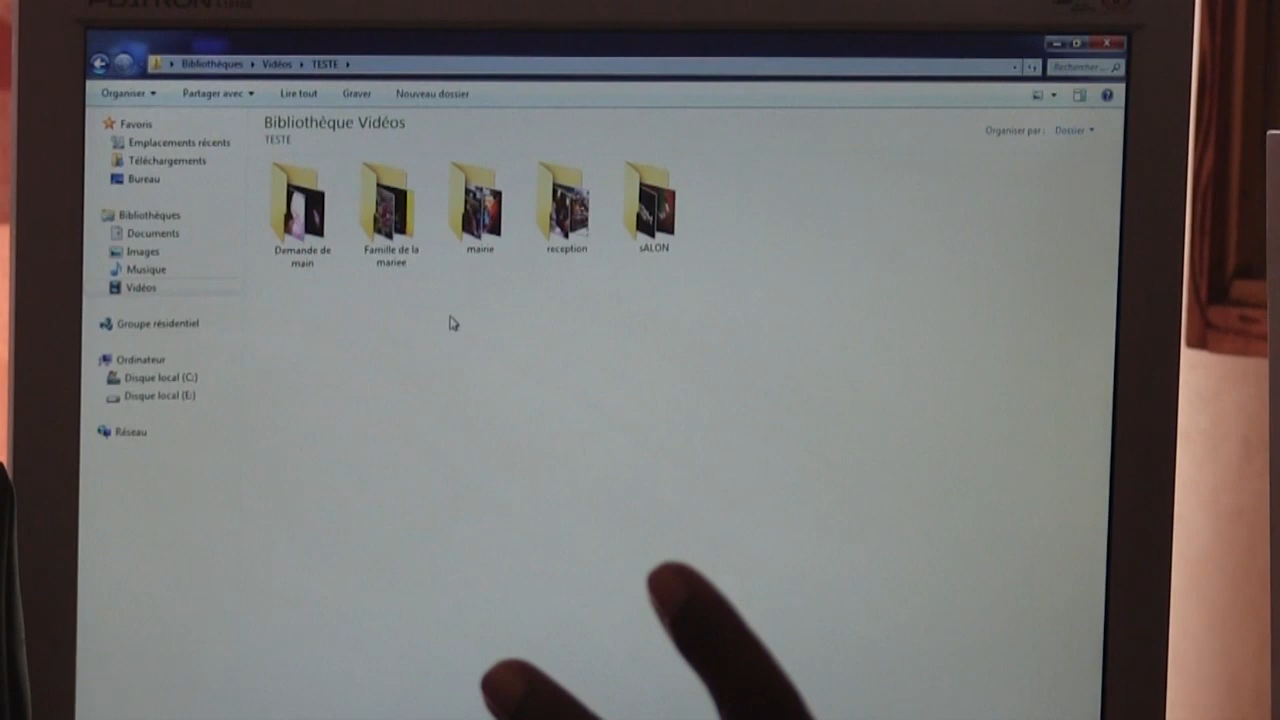 Bibliothèques Vidéos TESTE
Rechercher...
Organiser Partager avec Lire tout Graver Nouveau dossier
Favoris
Emplacements récents
Téléchargements
Bureau
Bibliothèques
Documents
Images
Musique
Vidéos
Groupe résidentiel
Ordinateur
Disque local (C:)
Disque local (E:)
Réseau
Bibliothèque Vidéos
TESTE
Organiser par : Dossier
Demande de
main
Famille de la
mariee
mairie
reception
sALON